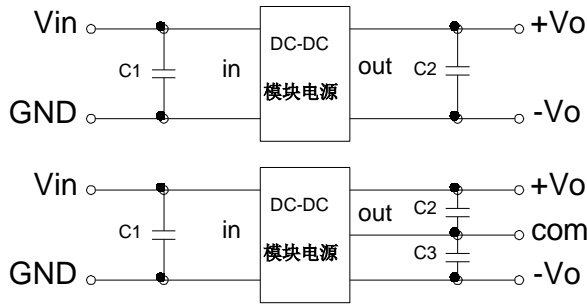 Vin
DC-DC
+Vo
C1
in
out
C2
模块电源
GND
-Vo
Vin
DC-DC
+Vo
out
C2
C1
in
com
模块电源
C3
GND
-Vo